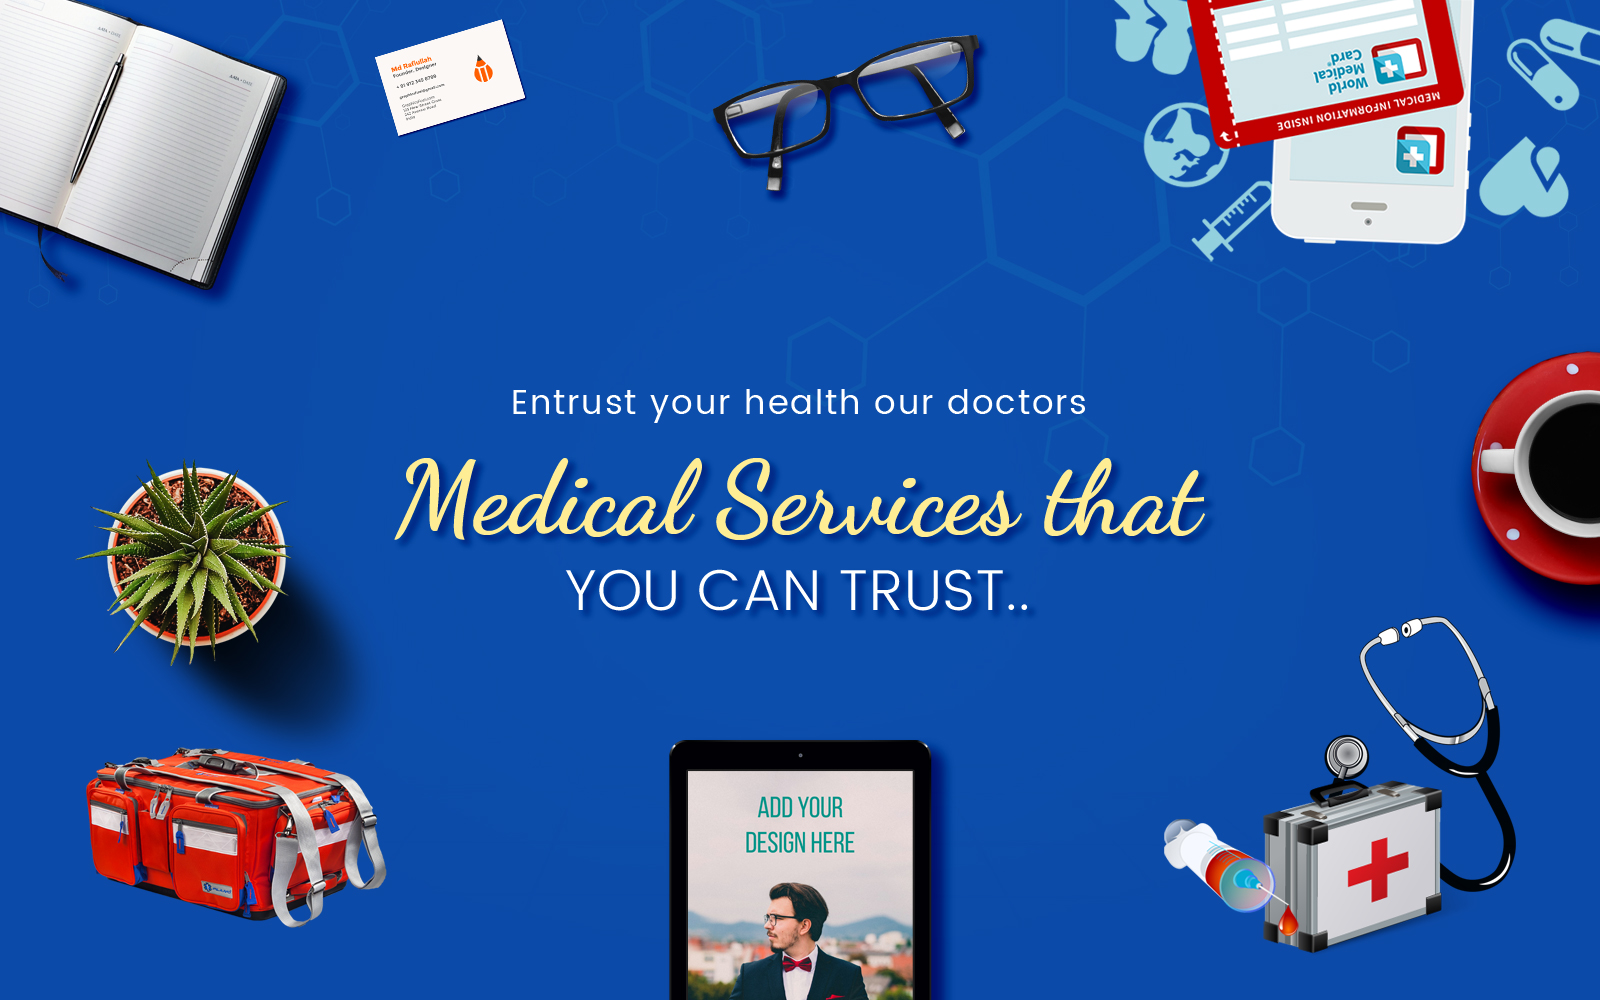 Md Rafiullah
Founder, Designer
MEDICAL INFORMATION INSIDE
World
Medical
Card®
Entrust your health our doctors
Medical Services that
YOU CAN TRUST..
ADD YOUR
DESIGN HERE